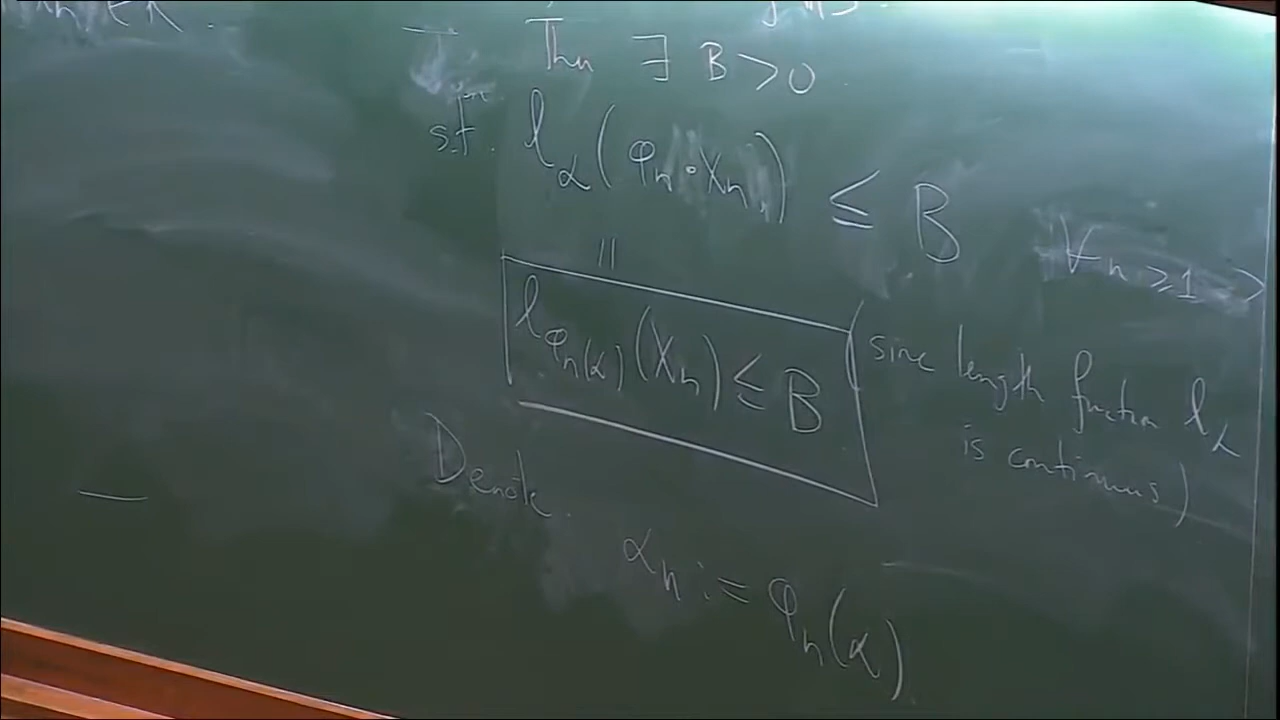 Then ∃ B > 0
s.t. l_α(φ_n · X_n) ≤ B ∀ n ≥ 1
||
l_{φ_n(α)}(X_n) ≤ B (since length function l_α
is continuous)
Denote
α_n := φ_n(α)